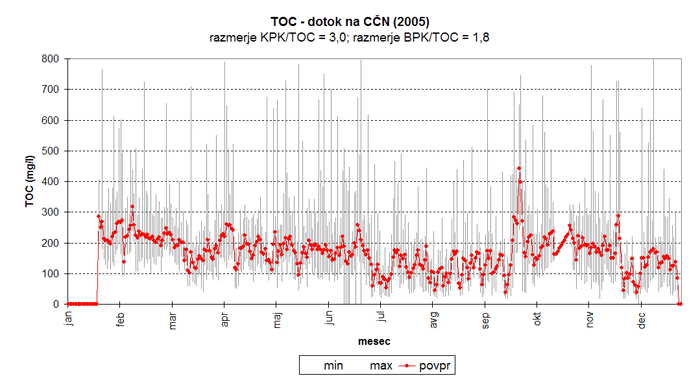 TOC - dotok na CČN (2005)
razmerje KPK/TOC = 3,0; razmerje BPK/TOC = 1,8
TOC (mg/l)
800
700
600
500
400
300
200
100
0
jan feb mar apr maj jun jul avg sep okt nov dec
mesec
min max povpr